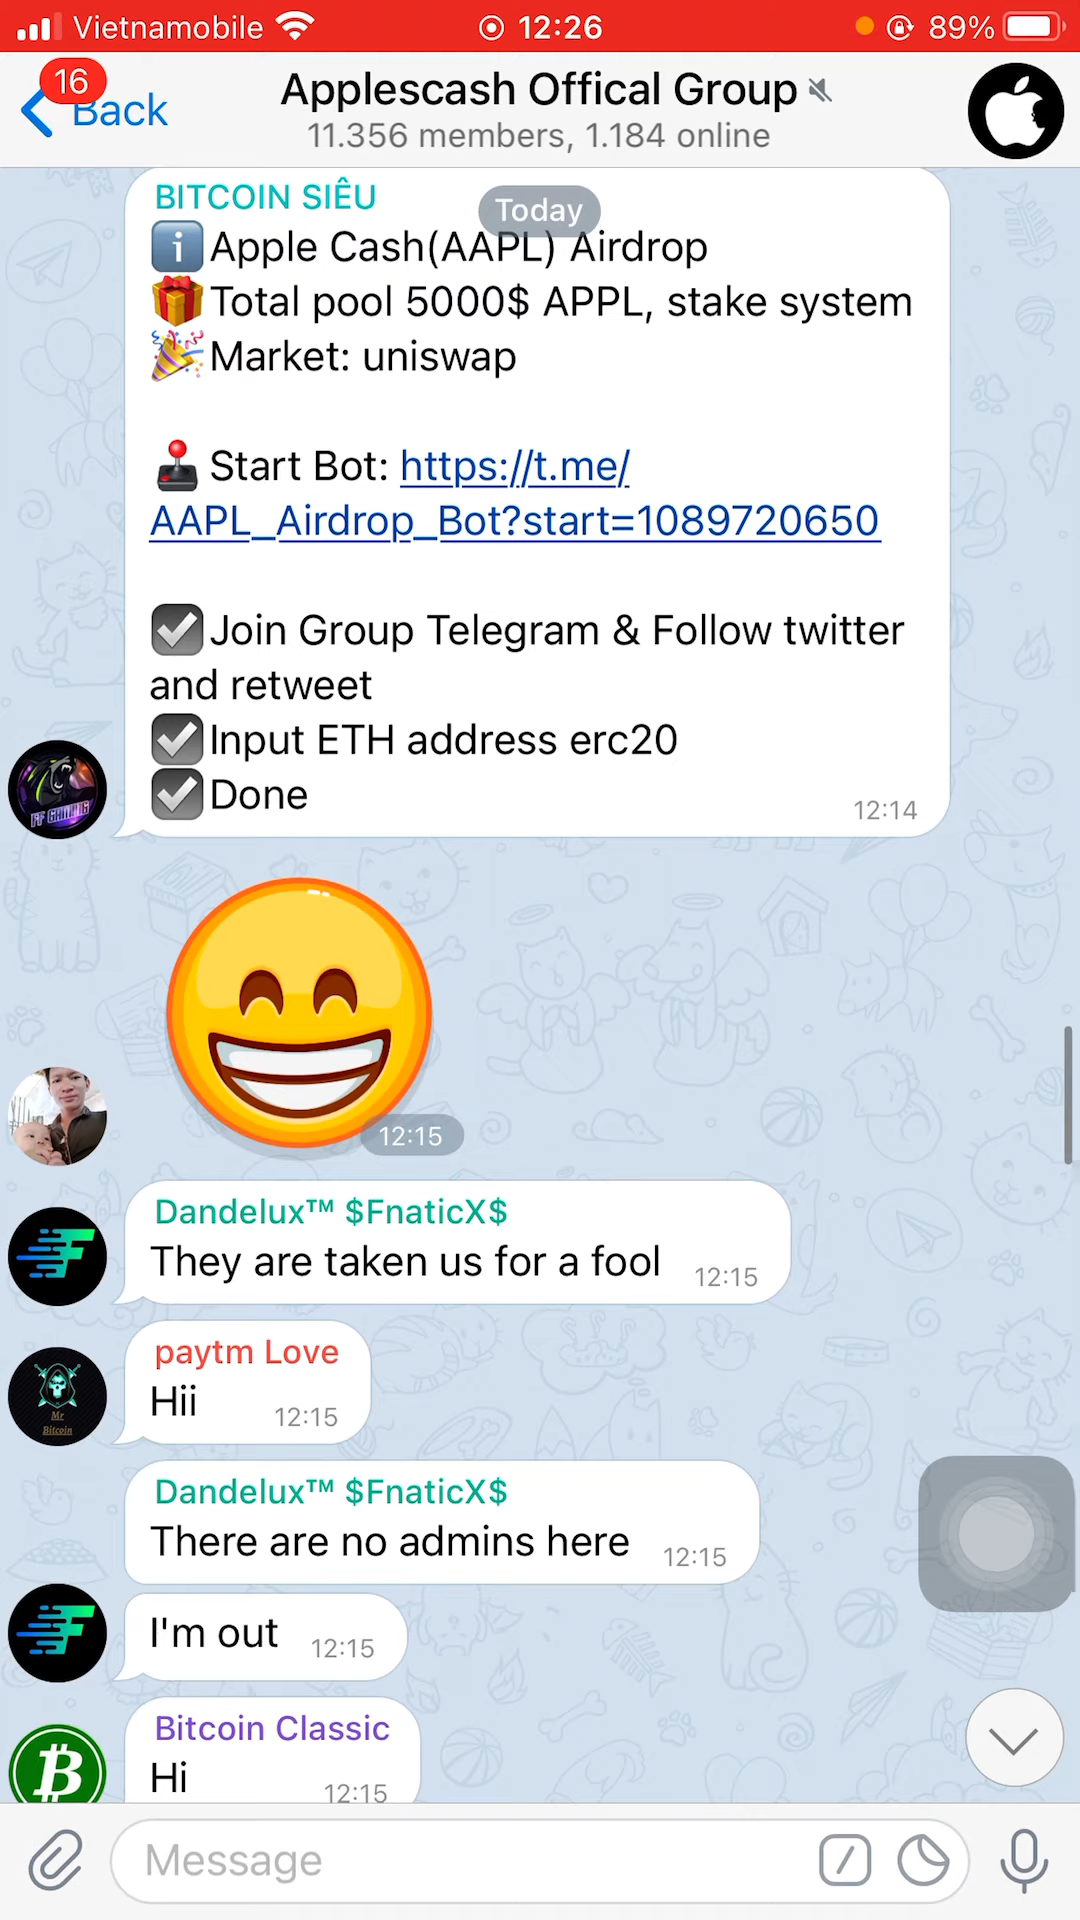 Vietnamobile 12:26 89%
16
Back
Applescash Offical Group
11.356 members, 1.184 online
BITCOIN SIÊU
Today
Apple Cash(AAPL) Airdrop
Total pool 5000$ APPL, stake system
Market: uniswap
Start Bot: https://t.me/
AAPL_Airdrop_Bot?start=1089720650
Join Group Telegram & Follow twitter
and retweet
Input ETH address erc20
Done
12:14
FF GAMING
12:15
Dandelux™ $FnaticX$
They are taken us for a fool 12:15
paytm Love
Hii 12:15
Mr
Bitcoin
Dandelux™ $FnaticX$
There are no admins here 12:15
I'm out 12:15
Bitcoin Classic
Hi 12:15
Message